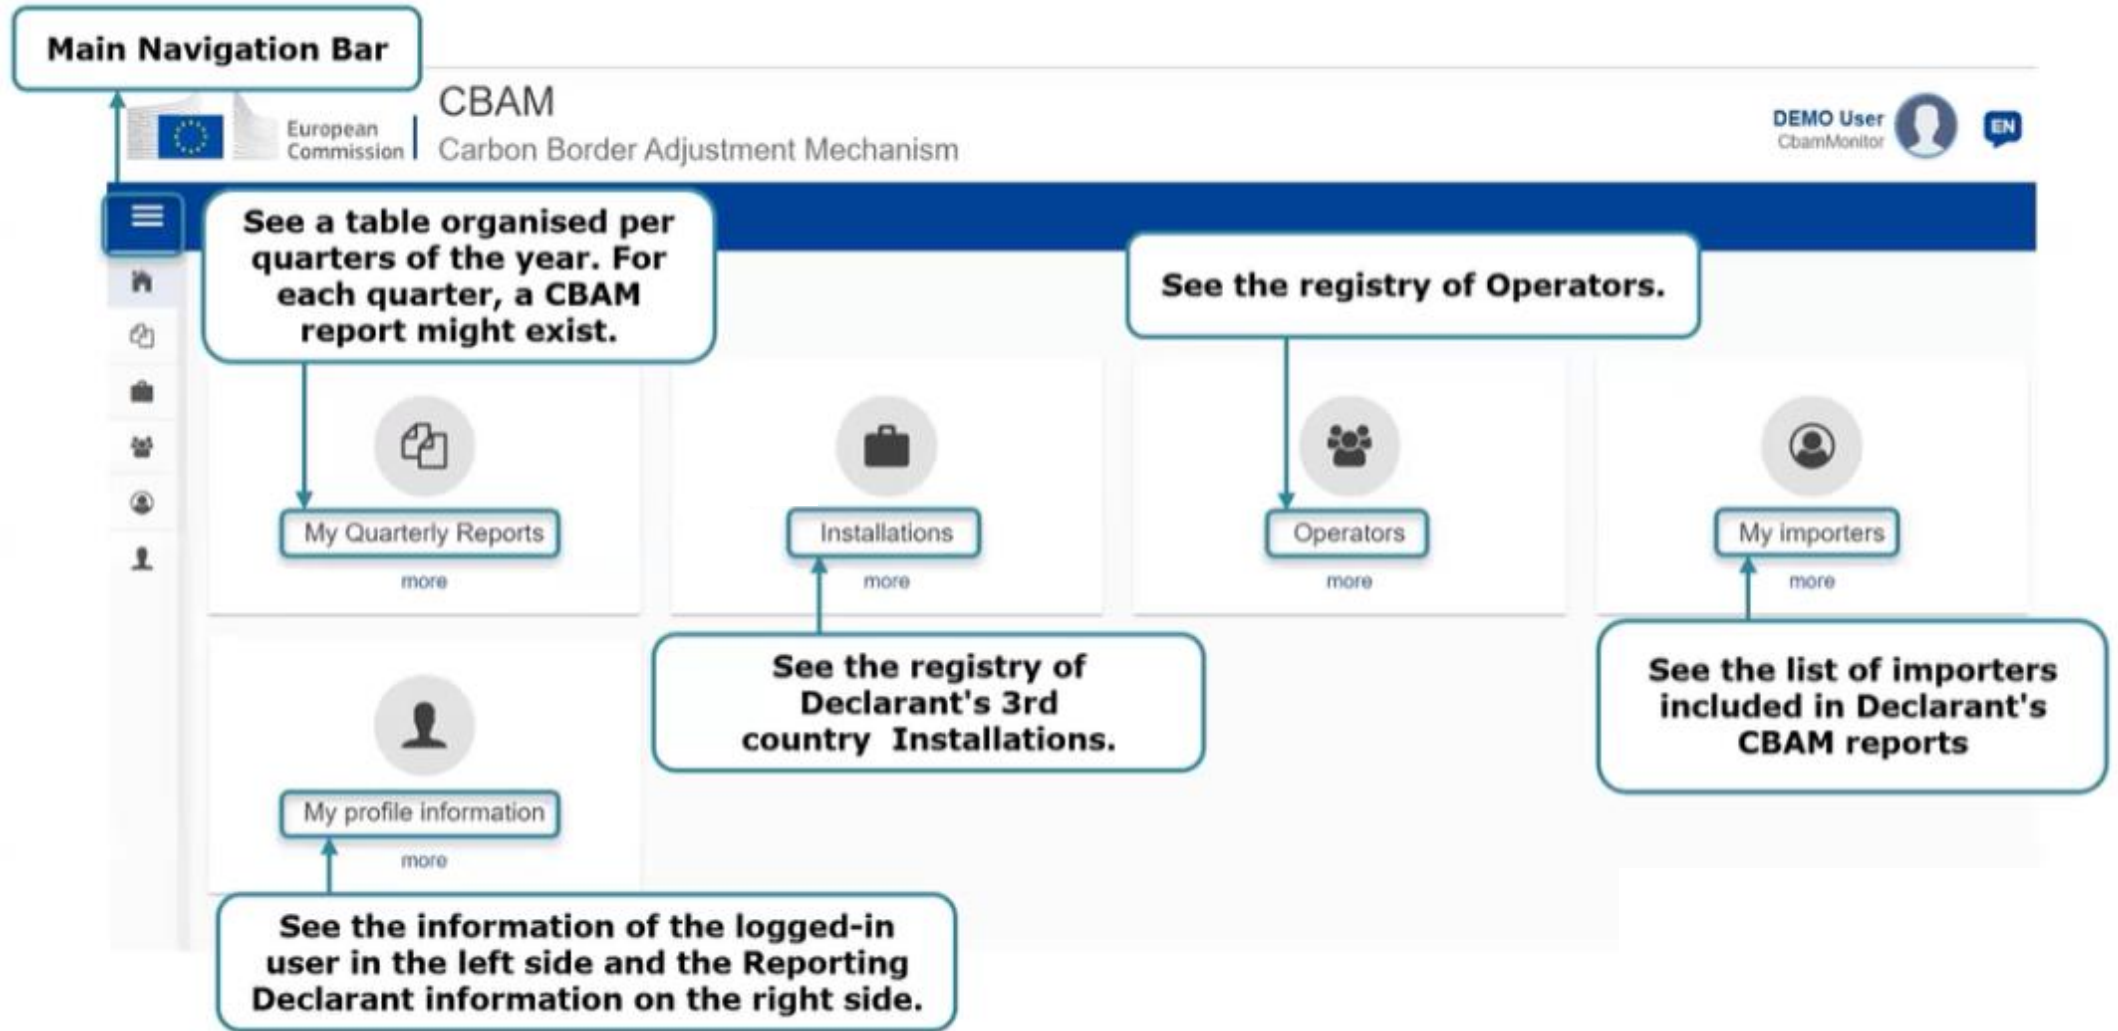 Main Navigation Bar
European
Commission
CBAM
Carbon Border Adjustment Mechanism
DEMO User
CbamMonitor
EN
See a table organised per
quarters of the year. For
each quarter, a CBAM
report might exist.
See the registry of Operators.
My Quarterly Reports
more
Installations
more
Operators
more
My importers
more
See the registry of
Declarant's 3rd
country Installations.
See the list of importers
included in Declarant's
CBAM reports
My profile information
more
See the information of the logged-in
user in the left side and the Reporting
Declarant information on the right side.